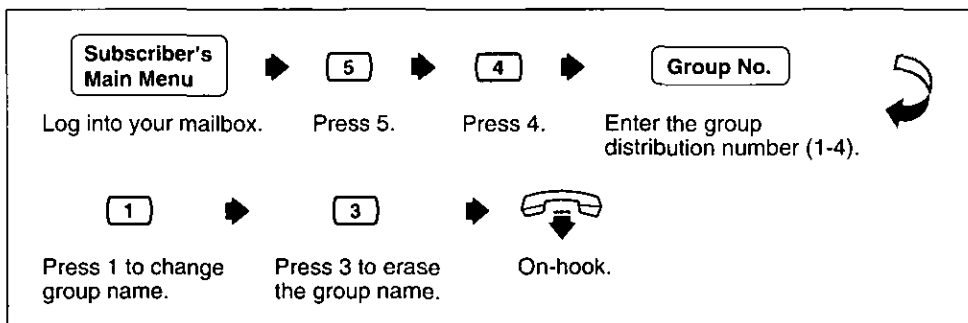 Subscriber's
Main Menu
5
4
Group No.
Log into your mailbox.
Press 5.
Press 4.
Enter the group
distribution number (1-4).
1
3
Press 1 to change
group name.
Press 3 to erase
the group name.
On-hook.